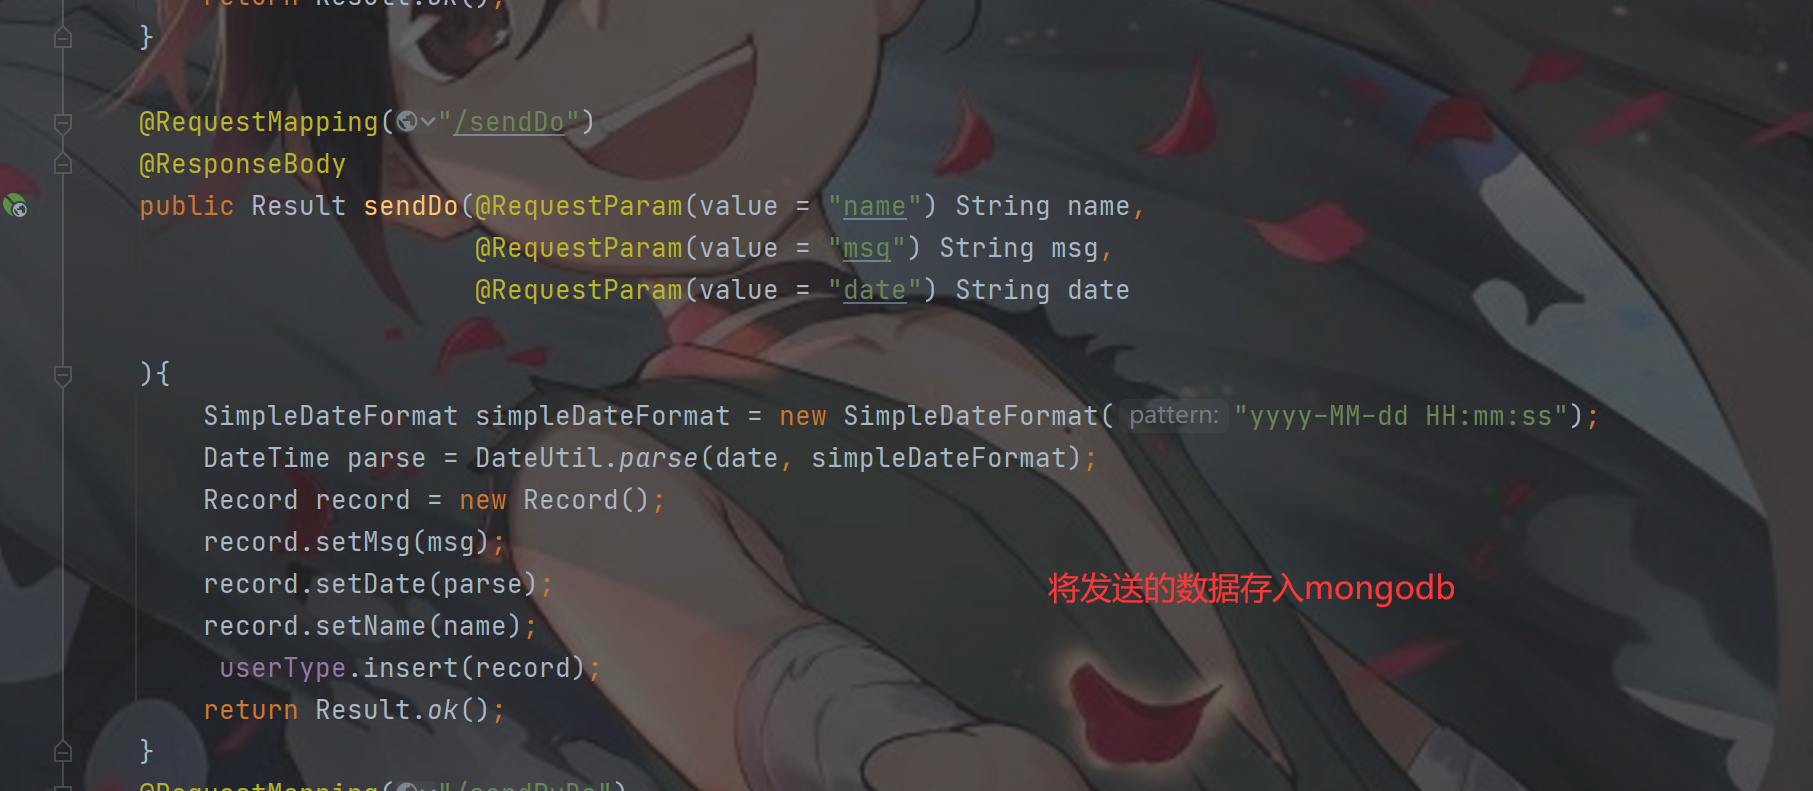 return Result.ok();
}
@RequestMapping("/sendDo")
@ResponseBody
public Result sendDo(@RequestParam(value = "name") String name,
@RequestParam(value = "msg") String msg,
@RequestParam(value = "date") String date
){
SimpleDateFormat simpleDateFormat = new SimpleDateFormat( pattern: "yyyy-MM-dd HH:mm:ss");
DateTime parse = DateUtil.parse(date, simpleDateFormat);
Record record = new Record();
record.setMsg(msg);
record.setDate(parse);
将发送的数据存入mongodb
record.setName(name);
userType.insert(record);
return Result.ok();
}
@RequestMapping("/sendByDo")